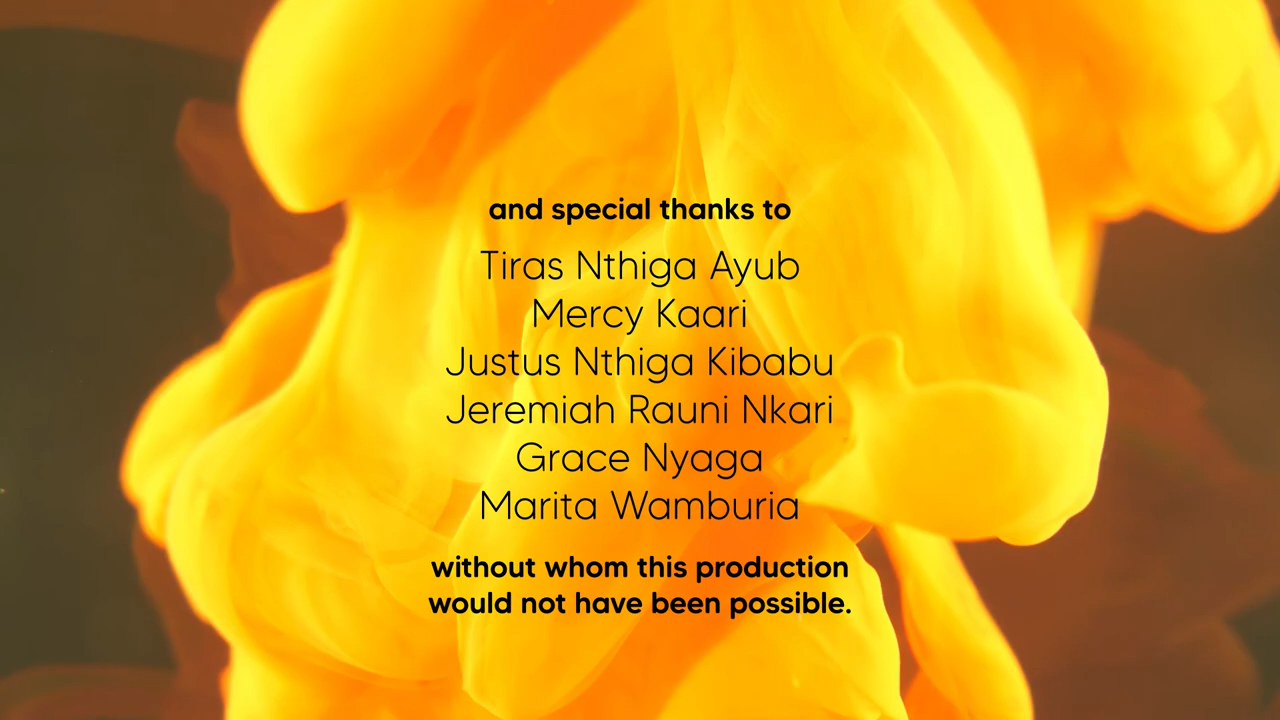 and special thanks to
Tiras Nthiga Ayub
Mercy Kaari
Justus Nthiga Kibabu
Jeremiah Rauni Nkari
Grace Nyaga
Marita Wamburia
without whom this production
would not have been possible.